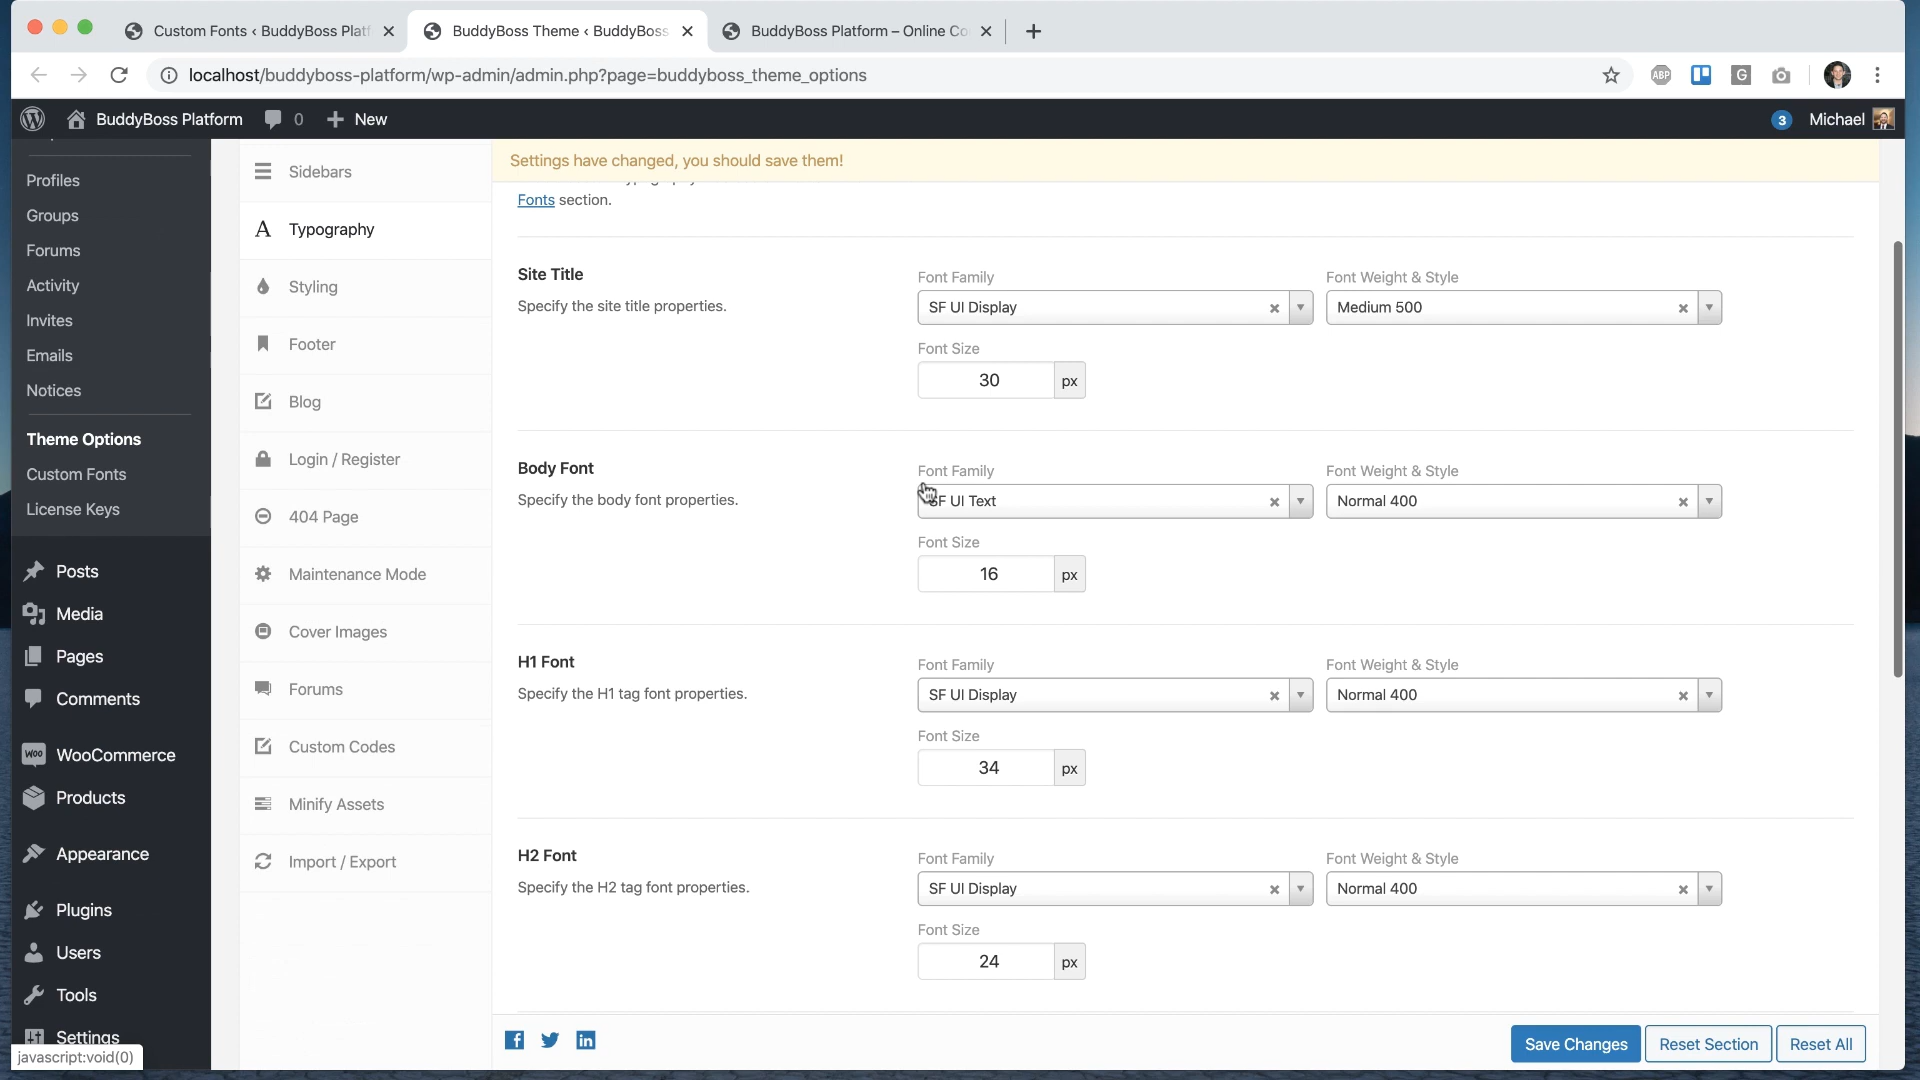 Custom Fonts ‹ BuddyBoss Platf
BuddyBoss Theme ‹ BuddyBoss
BuddyBoss Platform – Online Co
localhost/buddyboss-platform/wp-admin/admin.php?page=buddyboss_theme_options
ABP
G
BuddyBoss Platform
0
New
3
Michael
Profiles
Groups
Forums
Activity
Invites
Emails
Notices
Theme Options
Custom Fonts
License Keys
Posts
Media
Pages
Comments
WooCommerce
Products
Appearance
Plugins
Users
Tools
Settings
javascript:void(0)
Sidebars
Typography
Styling
Footer
Blog
Login / Register
404 Page
Maintenance Mode
Cover Images
Forums
Custom Codes
Minify Assets
Import / Export
Settings have changed, you should save them!
Fonts section.
Site Title
Specify the site title properties.
Font Family
SF UI Display
Font Weight & Style
Medium 500
Font Size
30 px
Body Font
Specify the body font properties.
Font Family
SF UI Text
Font Weight & Style
Normal 400
Font Size
16 px
H1 Font
Specify the H1 tag font properties.
Font Family
SF UI Display
Font Weight & Style
Normal 400
Font Size
34 px
H2 Font
Specify the H2 tag font properties.
Font Family
SF UI Display
Font Weight & Style
Normal 400
Font Size
24 px
Save Changes
Reset Section
Reset All